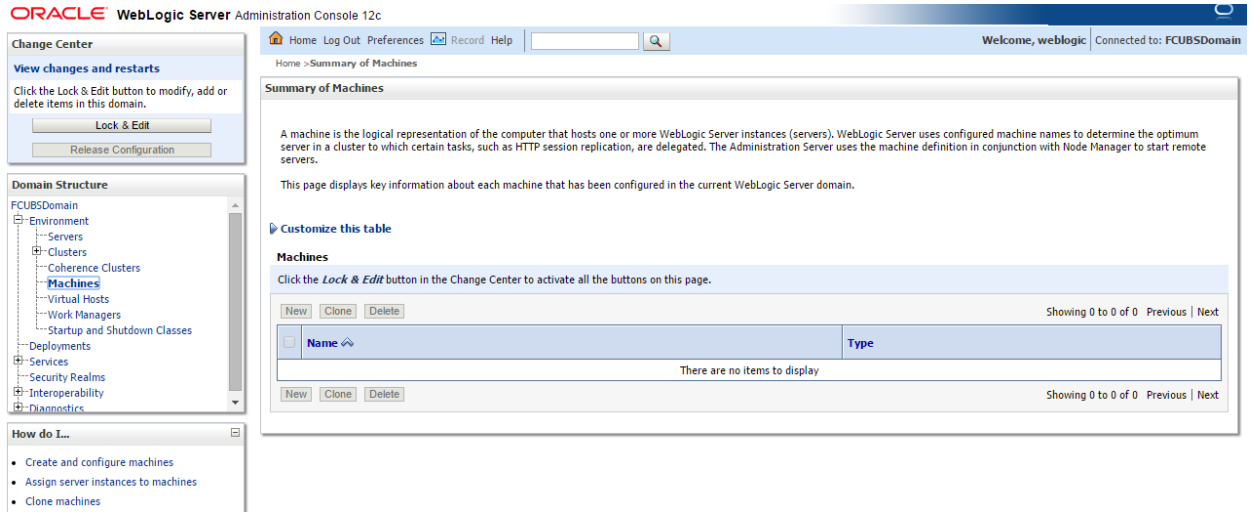 ORACLE WebLogic Server Administration Console 12c
Change Center
View changes and restarts
Click the Lock & Edit button to modify, add or
delete items in this domain.
Lock & Edit
Release Configuration
Domain Structure
FCUBSDomain
Environment
Servers
Clusters
Coherence Clusters
Machines
Virtual Hosts
Work Managers
Startup and Shutdown Classes
Deployments
Services
Security Realms
Interoperability
Diagnostics
How do I...
Create and configure machines
Assign server instances to machines
Clone machines
Home Log Out Preferences Record Help
Welcome, weblogic Connected to: FCUBSDomain
Home >Summary of Machines
Summary of Machines
A machine is the logical representation of the computer that hosts one or more WebLogic Server instances (servers). WebLogic Server uses configured machine names to determine the optimum
server in a cluster to which certain tasks, such as HTTP session replication, are delegated. The Administration Server uses the machine definition in conjunction with Node Manager to start remote
servers.
This page displays key information about each machine that has been configured in the current WebLogic Server domain.
Customize this table
Machines
Click the Lock & Edit button in the Change Center to activate all the buttons on this page.
New Clone Delete Showing 0 to 0 of 0 Previous | Next
Name Type
There are no items to display
New Clone Delete Showing 0 to 0 of 0 Previous | Next